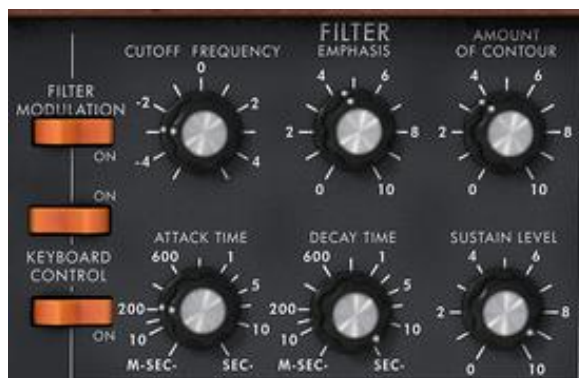 FILTER
CUTOFF FREQUENCY
EMPHASIS
AMOUNT
OF CONTOUR
FILTER
MODULATION
ON
ON
KEYBOARD
CONTROL
ON
-4 -2 0 2 4
0 2 4 6 8 10
0 2 4 6 8 10
ATTACK TIME
M-SEC- 10 200 600 1 5 10 SEC-
DECAY TIME
M-SEC- 10 200 600 1 5 10 SEC-
SUSTAIN LEVEL
0 2 4 6 8 10